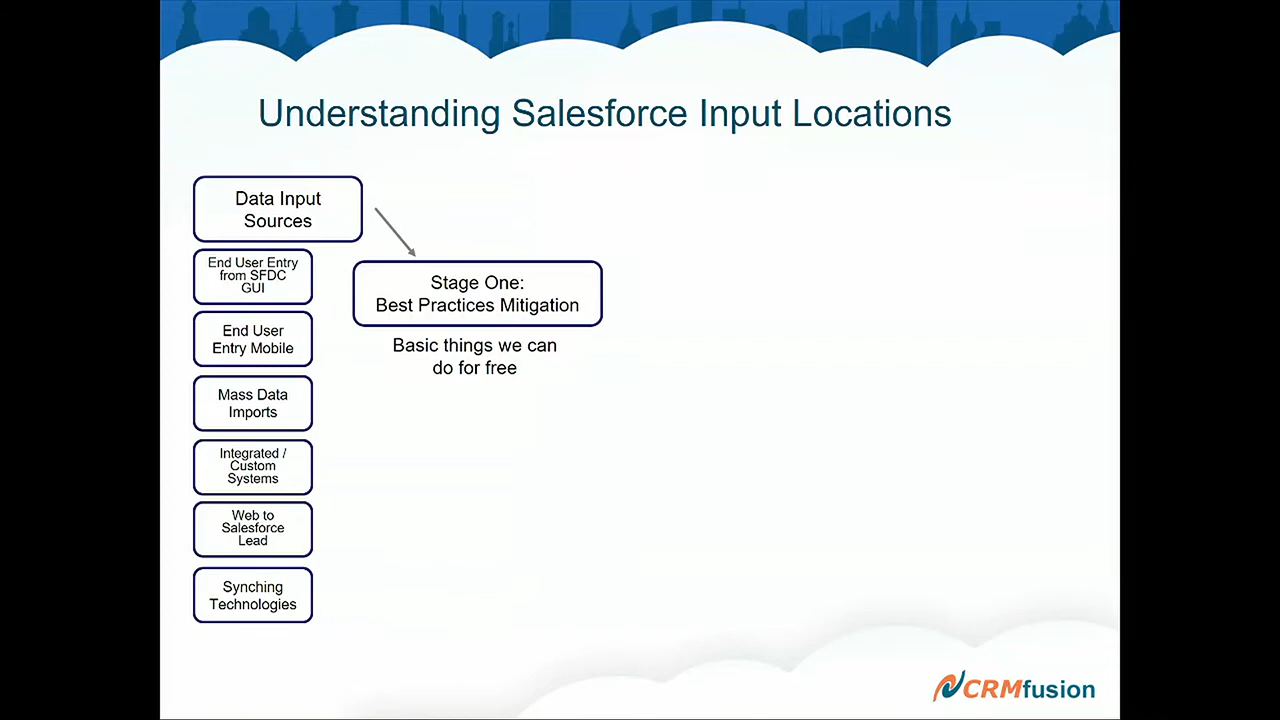 Understanding Salesforce Input Locations
Data Input
Sources
End User Entry
from SFDC
GUI
Stage One:
Best Practices Mitigation
Basic things we can
do for free
End User
Entry Mobile
Mass Data
Imports
Integrated /
Custom
Systems
Web to
Salesforce
Lead
Synching
Technologies
CRMfusion